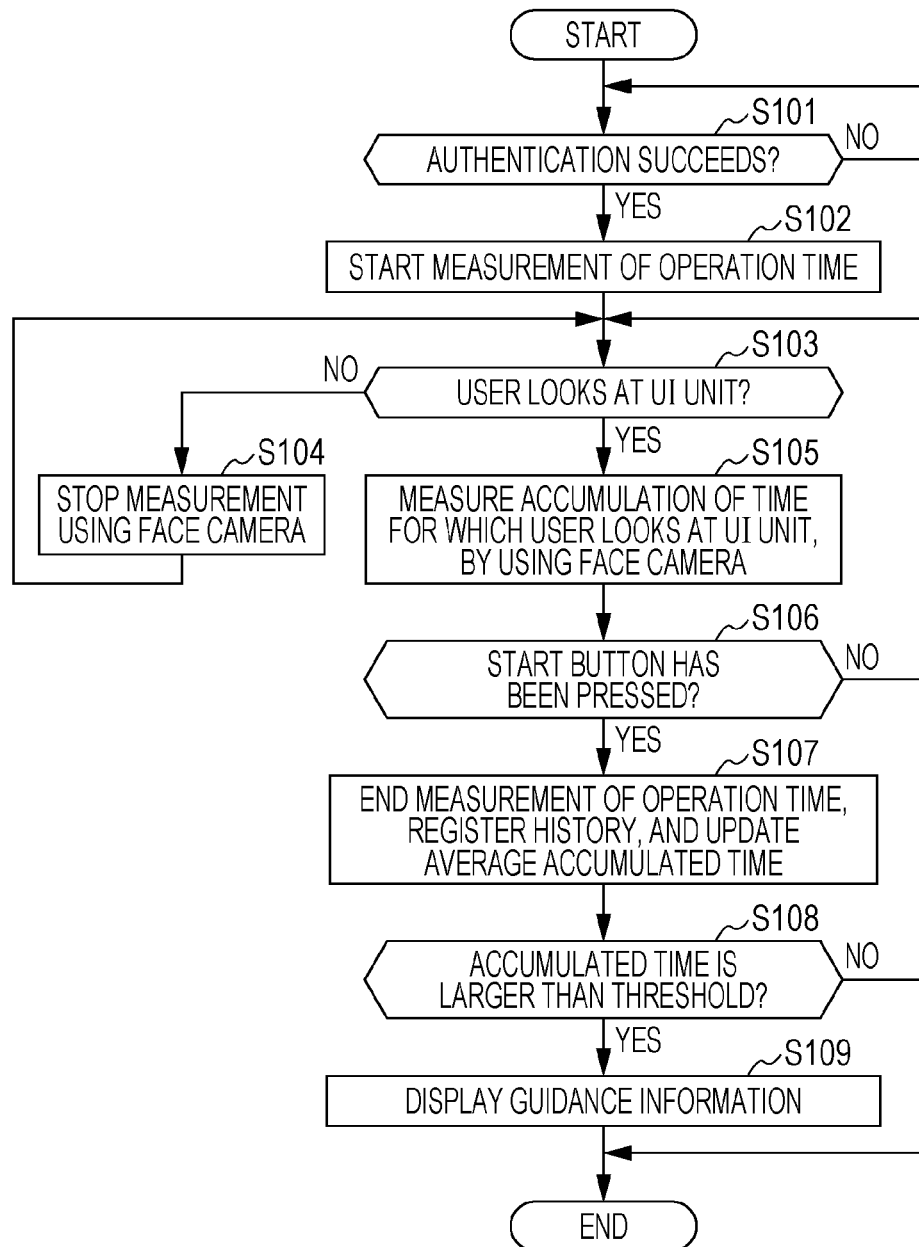 START
S101
AUTHENTICATION SUCCEEDS?
NO
YES
S102
START MEASUREMENT OF OPERATION TIME
S103
NO
USER LOOKS AT UI UNIT?
YES
S104
STOP MEASUREMENT
USING FACE CAMERA
S105
MEASURE ACCUMULATION OF TIME
FOR WHICH USER LOOKS AT UI UNIT,
BY USING FACE CAMERA
S106
START BUTTON HAS
BEEN PRESSED?
NO
YES
S107
END MEASUREMENT OF OPERATION TIME,
REGISTER HISTORY, AND UPDATE
AVERAGE ACCUMULATED TIME
S108
ACCUMULATED TIME IS
LARGER THAN THRESHOLD?
NO
YES
S109
DISPLAY GUIDANCE INFORMATION
END